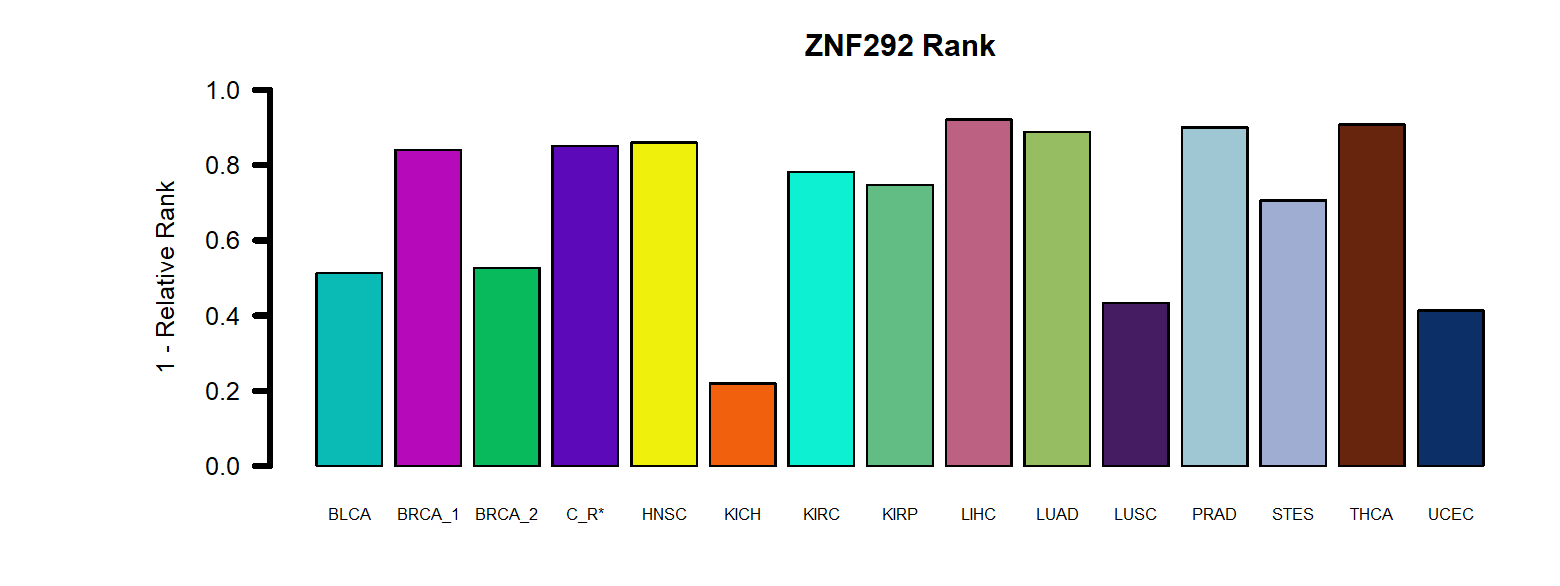 ZNF292 Rank
1.0
0.8
0.6
0.4
0.2
0.0
1 - Relative Rank
BLCA BRCA_1 BRCA_2 C_R* HNSC KICH KIRC KIRP LIHC LUAD LUSC PRAD STES THCA UCEC